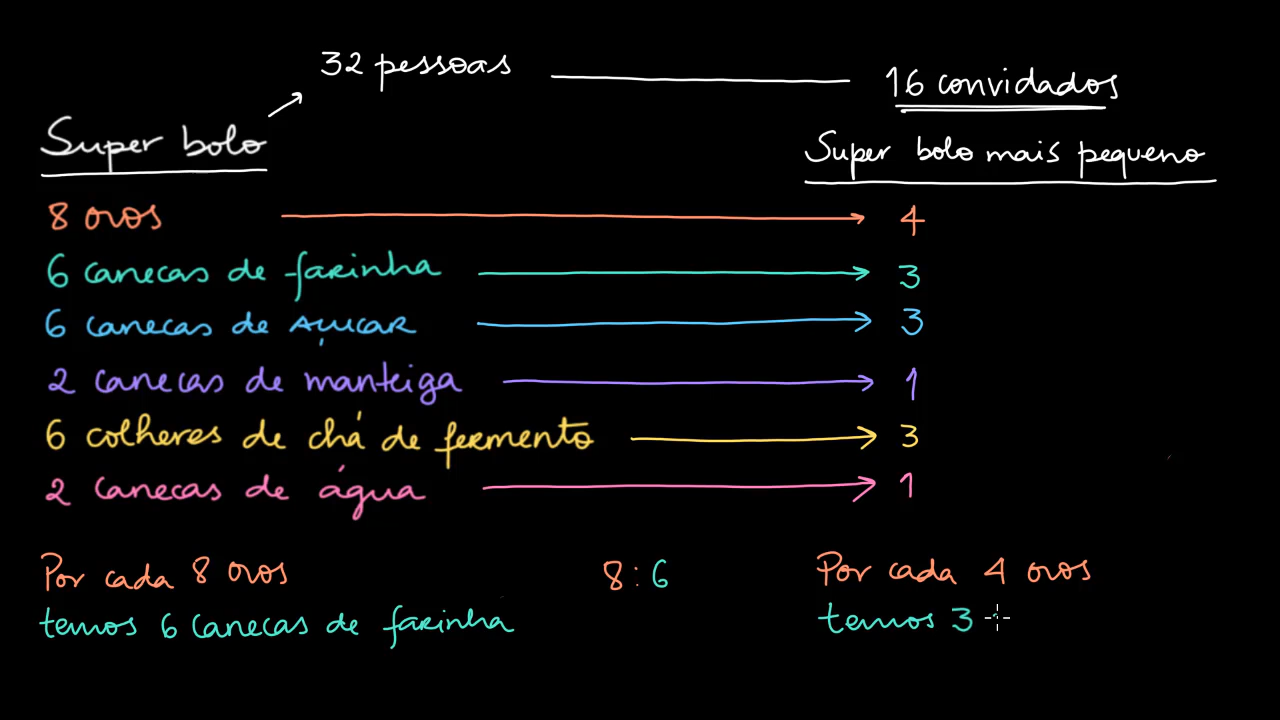 32 pessoas
16 convidados
Super bolo
Super bolo mais pequeno
8 ovos 4
6 canecas de farinha 3
6 canecas de açucar 3
2 canecas de manteiga 1
6 colheres de chá de fermento 3
2 canecas de água 1
Por cada 8 ovos 8:6 Por cada 4 ovos
temos 6 canecas de farinha temos 3